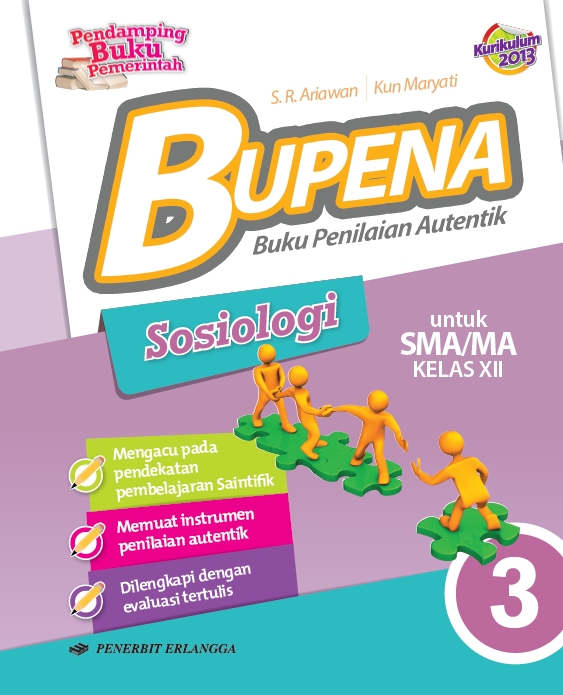 Pendamping
Buku
Pemerintah
Kurikulum
2013
S. R. Ariawan | Kun Maryati
BUPENA
Buku Penilaian Autentik
Sosiologi
untuk
SMA/MA
KELAS XII
Mengacu pada
pendekatan
pembelajaran Saintifik
Memuat instrumen
penilaian autentik
Dilengkapi dengan
evaluasi tertulis
3
PENERBIT ERLANGGA